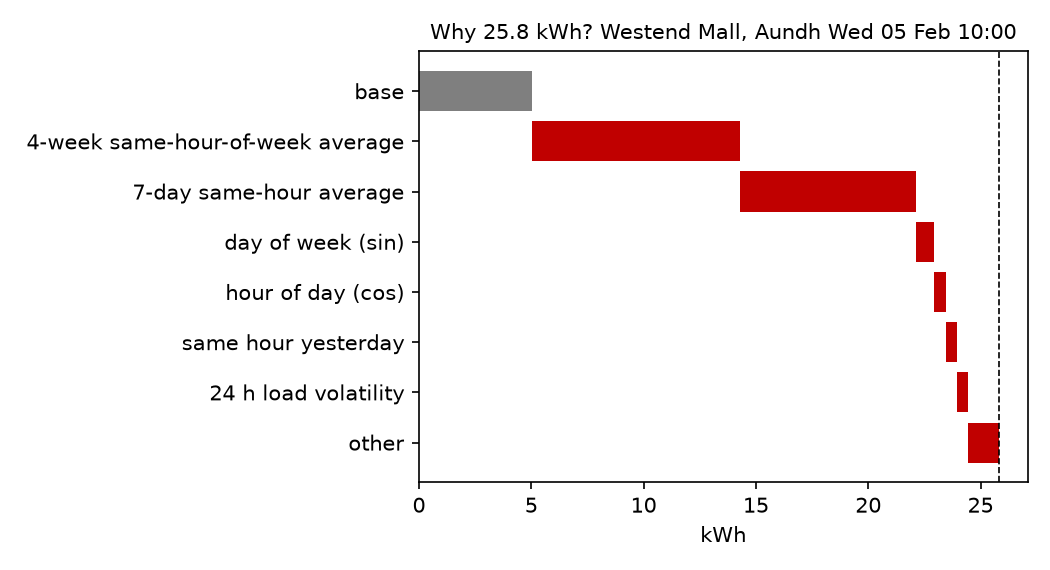 Why 25.8 kWh? Westend Mall, Aundh Wed 05 Feb 10:00
base
4-week same-hour-of-week average
7-day same-hour average
day of week (sin)
hour of day (cos)
same hour yesterday
24 h load volatility
other
0 5 10 15 20 25
kWh